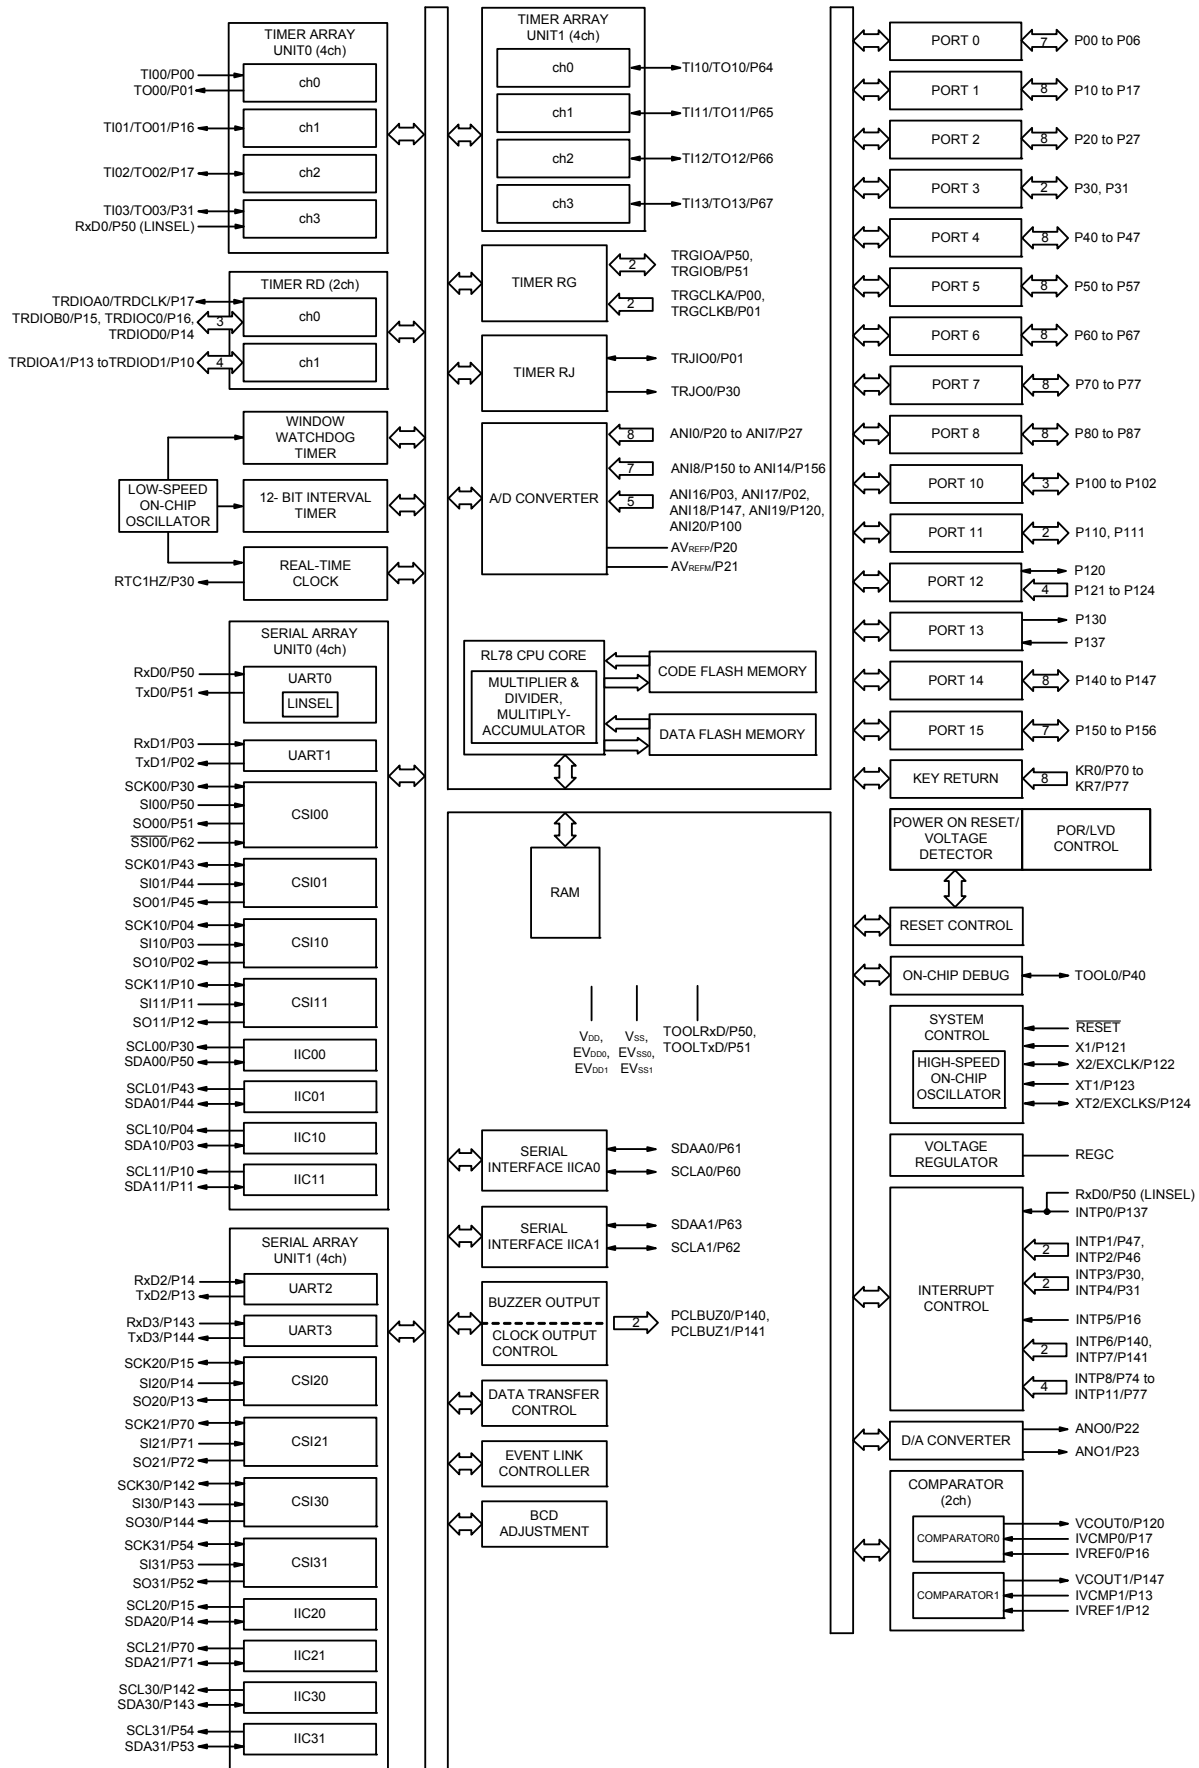 TIMER ARRAY
UNIT0 (4ch)
TI00/P00
TO00/P01
ch0
TI01/TO01/P16
ch1
TI02/TO02/P17
ch2
TI03/TO03/P31
RxD0/P50 (LINSEL)
ch3
TIMER RD (2ch)
TRDIOA0/TRDCLK/P17
TRDIOB0/P15, TRDIOC0/P16,
TRDIOD0/P14
3
ch0
TRDIOA1/P13 toTRDIOD1/P10
4
ch1
WINDOW
WATCHDOG
TIMER
LOW-SPEED
ON-CHIP
OSCILLATOR
12- BIT INTERVAL
TIMER
RTC1HZ/P30
REAL-TIME
CLOCK
SERIAL ARRAY
UNIT0 (4ch)
RxD0/P50
TxD0/P51
UART0
LINSEL
RxD1/P03
TxD1/P02
UART1
SCK00/P30
SI00/P50
SO00/P51
SSI00/P62
CSI00
SCK01/P43
SI01/P44
SO01/P45
CSI01
SCK10/P04
SI10/P03
SO10/P02
CSI10
SCK11/P10
SI11/P11
SO11/P12
CSI11
SCL00/P30
SDA00/P50
IIC00
SCL01/P43
SDA01/P44
IIC01
SCL10/P04
SDA10/P03
IIC10
SCL11/P10
SDA11/P11
IIC11
SERIAL ARRAY
UNIT1 (4ch)
RxD2/P14
TxD2/P13
UART2
RxD3/P143
TxD3/P144
UART3
SCK20/P15
SI20/P14
SO20/P13
CSI20
SCK21/P70
SI21/P71
SO21/P72
CSI21
SCK30/P142
SI30/P143
SO30/P144
CSI30
SCK31/P54
SI31/P53
SO31/P52
CSI31
SCL20/P15
SDA20/P14
IIC20
SCL21/P70
SDA21/P71
IIC21
SCL30/P142
SDA30/P143
IIC30
SCL31/P54
SDA31/P53
IIC31
TIMER ARRAY
UNIT1 (4ch)
ch0
TI10/TO10/P64
ch1
TI11/TO11/P65
ch2
TI12/TO12/P66
ch3
TI13/TO13/P67
TIMER RG
2
TRGIOA/P50,
TRGIOB/P51
2
TRGCLKA/P00,
TRGCLKB/P01
TIMER RJ
TRJIO0/P01
TRJO0/P30
A/D CONVERTER
8
ANI0/P20 to ANI7/P27
7
ANI8/P150 to ANI14/P156
5
ANI16/P03, ANI17/P02,
ANI18/P147, ANI19/P120,
ANI20/P100
AVREFP/P20
AVREFM/P21
RL78 CPU CORE
MULTIPLIER &
DIVIDER,
MULITIPLY-
ACCUMULATOR
CODE FLASH MEMORY
DATA FLASH MEMORY
RAM
VDD,
EVDD0,
EVDD1
VSS,
EVSS0,
EVSS1
TOOLRxD/P50,
TOOLTxD/P51
SERIAL
INTERFACE IICA0
SDAA0/P61
SCLA0/P60
SERIAL
INTERFACE IICA1
SDAA1/P63
SCLA1/P62
BUZZER OUTPUT
CLOCK OUTPUT
CONTROL
2
PCLBUZ0/P140,
PCLBUZ1/P141
DATA TRANSFER
CONTROL
EVENT LINK
CONTROLLER
BCD
ADJUSTMENT
PORT 0
7
P00 to P06
PORT 1
8
P10 to P17
PORT 2
8
P20 to P27
PORT 3
2
P30, P31
PORT 4
8
P40 to P47
PORT 5
8
P50 to P57
PORT 6
8
P60 to P67
PORT 7
8
P70 to P77
PORT 8
8
P80 to P87
PORT 10
3
P100 to P102
PORT 11
2
P110, P111
PORT 12
P120
4
P121 to P124
PORT 13
P130
P137
PORT 14
8
P140 to P147
PORT 15
7
P150 to P156
KEY RETURN
8
KR0/P70 to
KR7/P77
POWER ON RESET/
VOLTAGE
DETECTOR
POR/LVD
CONTROL
RESET CONTROL
ON-CHIP DEBUG
TOOL0/P40
SYSTEM
CONTROL
HIGH-SPEED
ON-CHIP
OSCILLATOR
RESET
X1/P121
X2/EXCLK/P122
XT1/P123
XT2/EXCLKS/P124
VOLTAGE
REGULATOR
REGC
INTERRUPT
CONTROL
RxD0/P50 (LINSEL)
INTP0/P137
2
INTP1/P47,
INTP2/P46
2
INTP3/P30,
INTP4/P31
INTP5/P16
2
INTP6/P140,
INTP7/P141
4
INTP8/P74 to
INTP11/P77
D/A CONVERTER
ANO0/P22
ANO1/P23
COMPARATOR
(2ch)
COMPARATOR0
VCOUT0/P120
IVCMP0/P17
IVREF0/P16
COMPARATOR1
VCOUT1/P147
IVCMP1/P13
IVREF1/P12